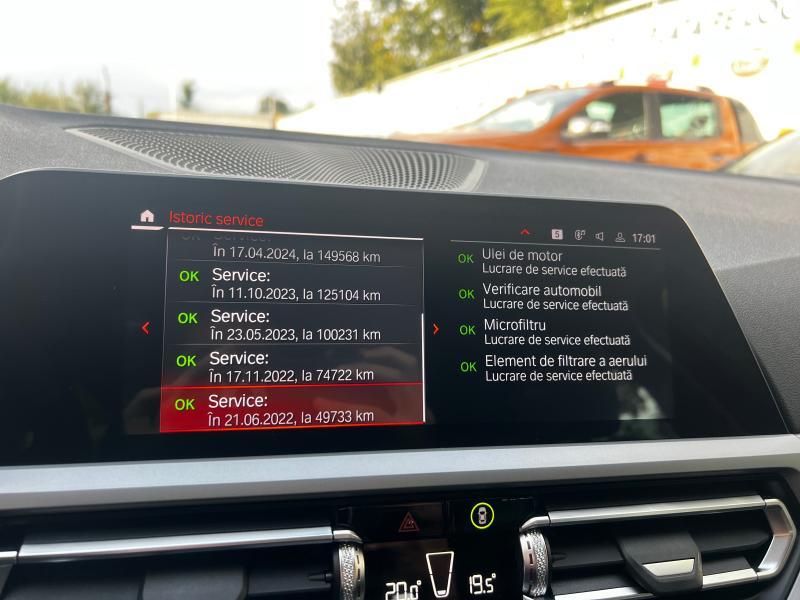 Istoric service
5
17:01
În 17.04.2024, la 149568 km
OK Service:
În 11.10.2023, la 125104 km
OK Service:
În 23.05.2023, la 100231 km
OK Service:
În 17.11.2022, la 74722 km
OK Service:
În 21.06.2022, la 49733 km
OK Ulei de motor
Lucrare de service efectuată
OK Verificare automobil
Lucrare de service efectuată
OK Microfiltru
Lucrare de service efectuată
OK Element de filtrare a aerului
Lucrare de service efectuată
20.0° 19.5°